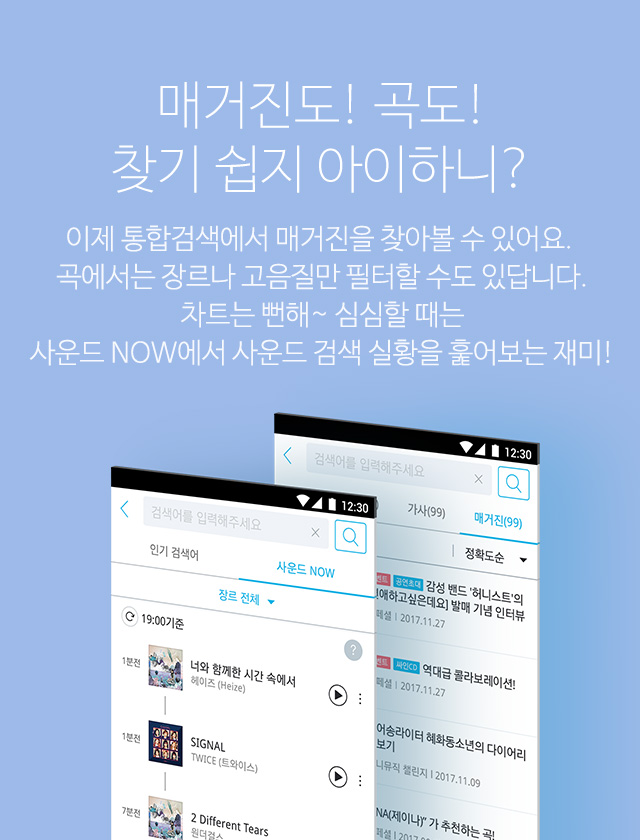 매거진도! 곡도!
찾기 쉽지 아이하니?
이제 통합검색에서 매거진을 찾아볼 수 있어요.
곡에서는 장르나 고음질만 필터할 수도 있답니다.
차트는 뻔해~ 심심할 때는
사운드 NOW에서 사운드 검색 실황을 훑어보는 재미!
12:30
검색어를 입력해주세요
가사(99)
매거진(99)
정확도순
벤트 공연초대 감성 밴드 '허니스트'의
애하고싶은데요] 발매 기념 인터뷰
페셜 | 2017.11.27
벤트 싸인CD 역대급 콜라보레이션!
페셜 | 2017.11.27
어송라이터 혜화동소년의 다이어리
보기
니뮤직 챌린지 | 2017.11.09
NA(제이나)” 가 추천하는 곡!
12:30
검색어를 입력해주세요
인기 검색어
사운드 NOW
장르 전체
19:00기준
?
1분전
너와 함께한 시간 속에서
헤이즈 (Heize)
1분전
SIGNAL
TWICE (트와이스)
7분전
2 Different Tears
원더걸스